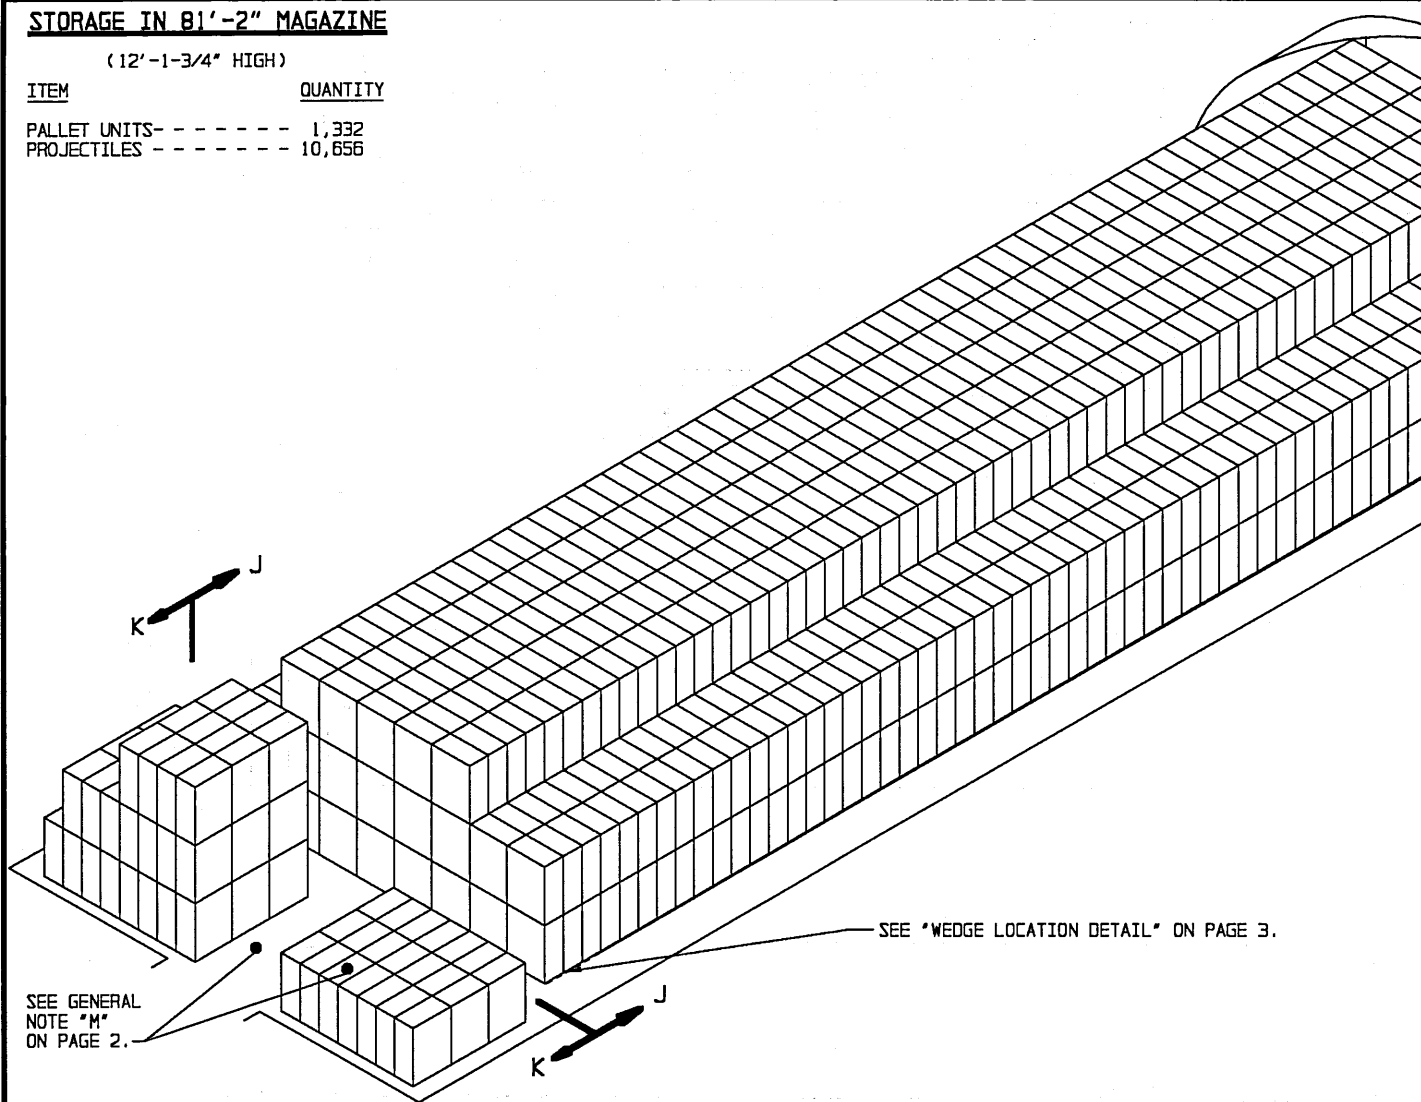 STORAGE IN 81'-2" MAGAZINE
(12'-1-3/4" HIGH)
ITEM QUANTITY
PALLET UNITS- - - - - - - 1,332
PROJECTILES - - - - - - - 10,656
J
K
SEE "WEDGE LOCATION DETAIL" ON PAGE 3.
J
K
SEE GENERAL
NOTE "M"
ON PAGE 2.